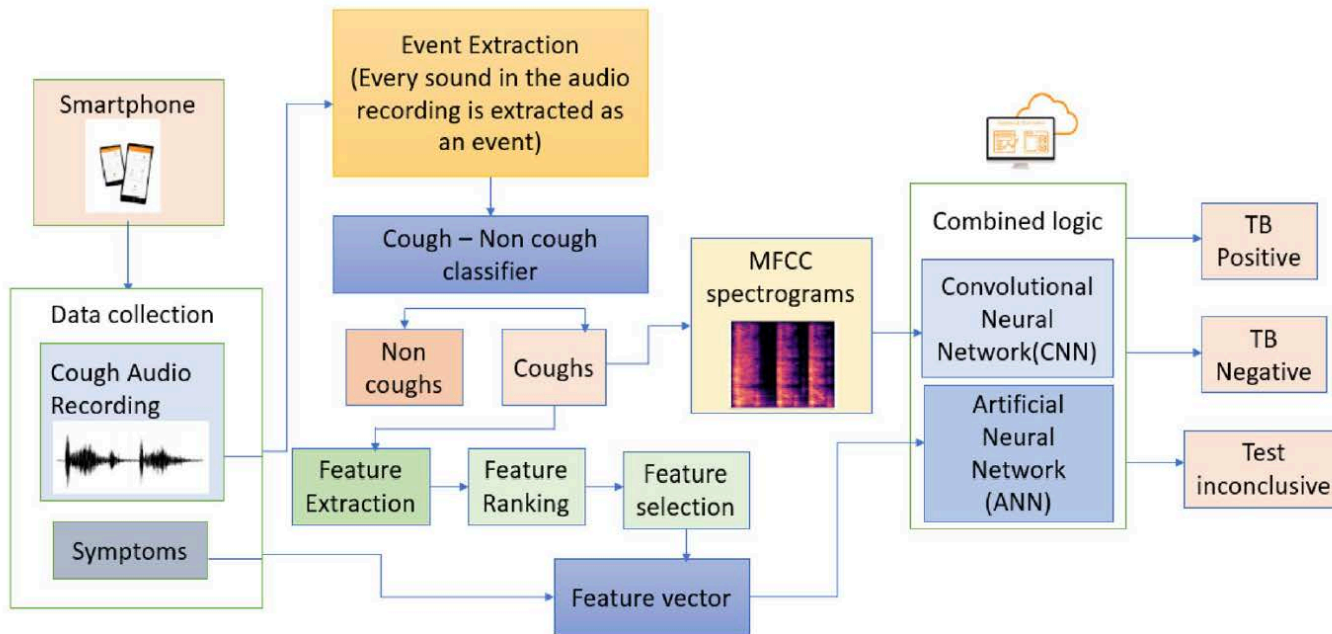 Smartphone
Data collection
Cough Audio
Recording
Symptoms
Event Extraction
(Every sound in the audio
recording is extracted as
an event)
Cough – Non cough
classifier
Non
coughs
Coughs
Feature
Extraction
Feature
Ranking
Feature
selection
Feature vector
MFCC
spectrograms
Combined logic
Convolutional
Neural
Network(CNN)
Artificial
Neural
Network
(ANN)
TB
Positive
TB
Negative
Test
inconclusive